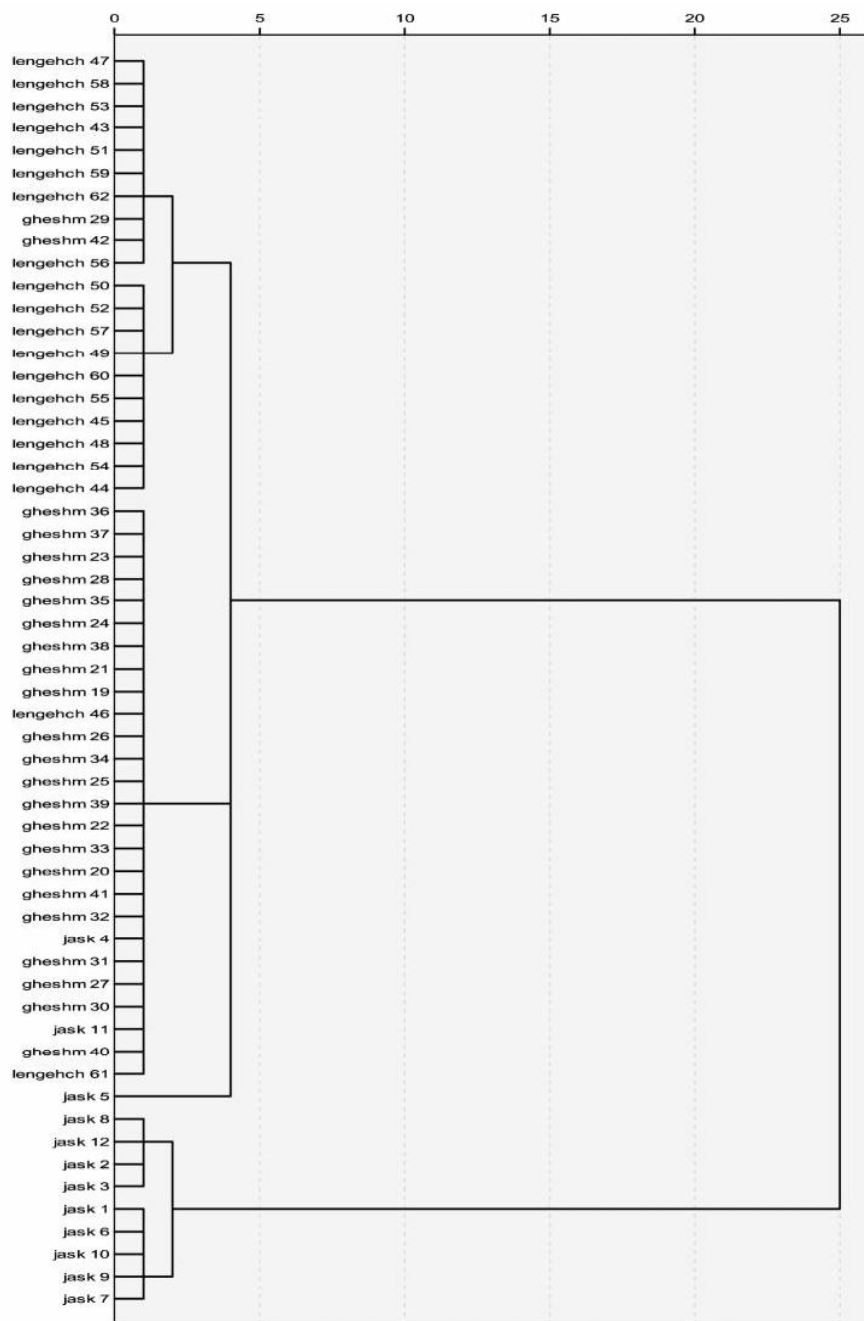 0 5 10 15 20 25
lengehch 47
lengehch 58
lengehch 53
lengehch 43
lengehch 51
lengehch 59
lengehch 62
gheshm 29
gheshm 42
lengehch 56
lengehch 50
lengehch 52
lengehch 57
lengehch 49
lengehch 60
lengehch 55
lengehch 45
lengehch 48
lengehch 54
lengehch 44
gheshm 36
gheshm 37
gheshm 23
gheshm 28
gheshm 35
gheshm 24
gheshm 38
gheshm 21
gheshm 19
lengehch 46
gheshm 26
gheshm 34
gheshm 25
gheshm 39
gheshm 22
gheshm 33
gheshm 20
gheshm 41
gheshm 32
jask 4
gheshm 31
gheshm 27
gheshm 30
jask 11
gheshm 40
lengehch 61
jask 5
jask 8
jask 12
jask 2
jask 3
jask 1
jask 6
jask 10
jask 9
jask 7